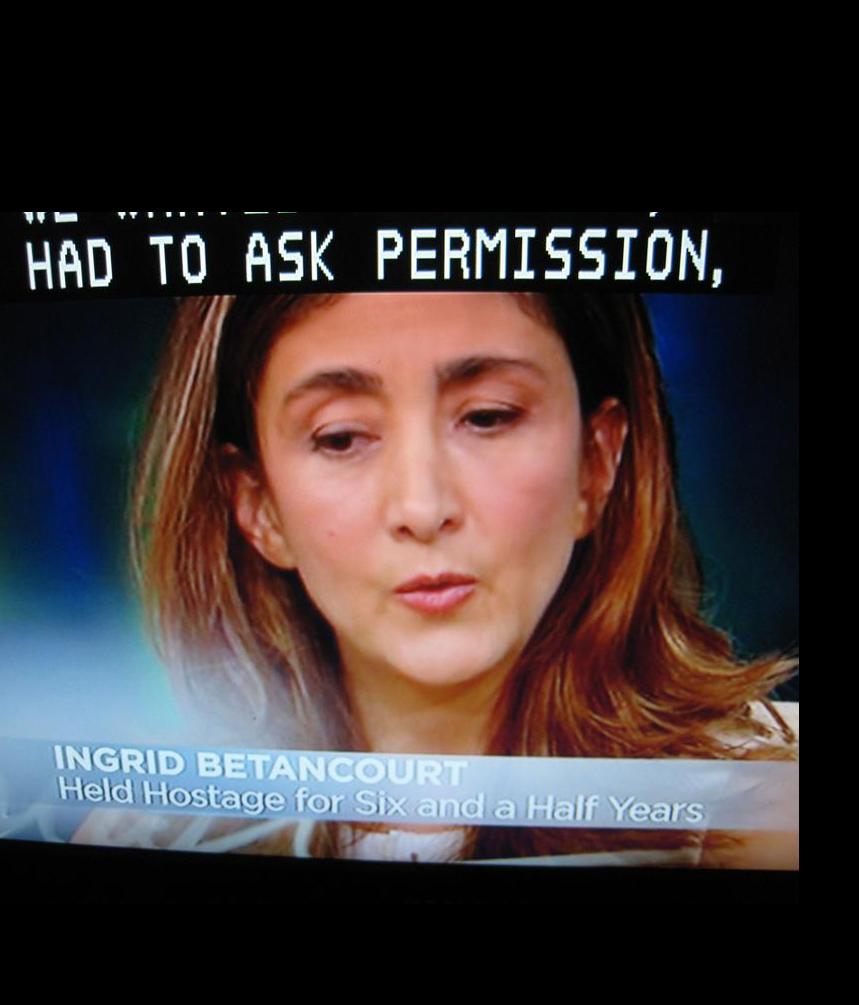 HAD TO ASK PERMISSION,
INGRID BETANCOURT
Held Hostage for Six and a Half Years